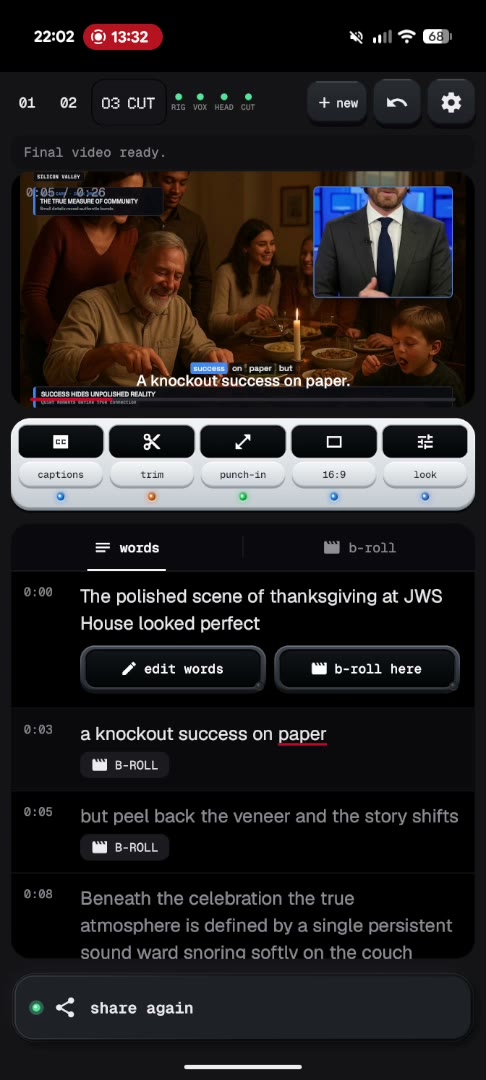 22:02 13:32 68
01 02 03 CUT RIG VOX HEAD CUT + new
Final video ready.
SILICON VALLEY
0:05 / 0:26
THE TRUE MEASURE OF COMMUNITY
success on paper but
A knockout success on paper.
SUCCESS HIDES UNPOLISHED REALITY
CC
captions trim punch-in 16:9 look
words b-roll
0:00 The polished scene of thanksgiving at JWS
House looked perfect
edit words b-roll here
0:03 a knockout success on paper
B-ROLL
0:05 but peel back the veneer and the story shifts
B-ROLL
0:08 Beneath the celebration the true
atmosphere is defined by a single persistent
sound ward snoring softly on the couch
share again